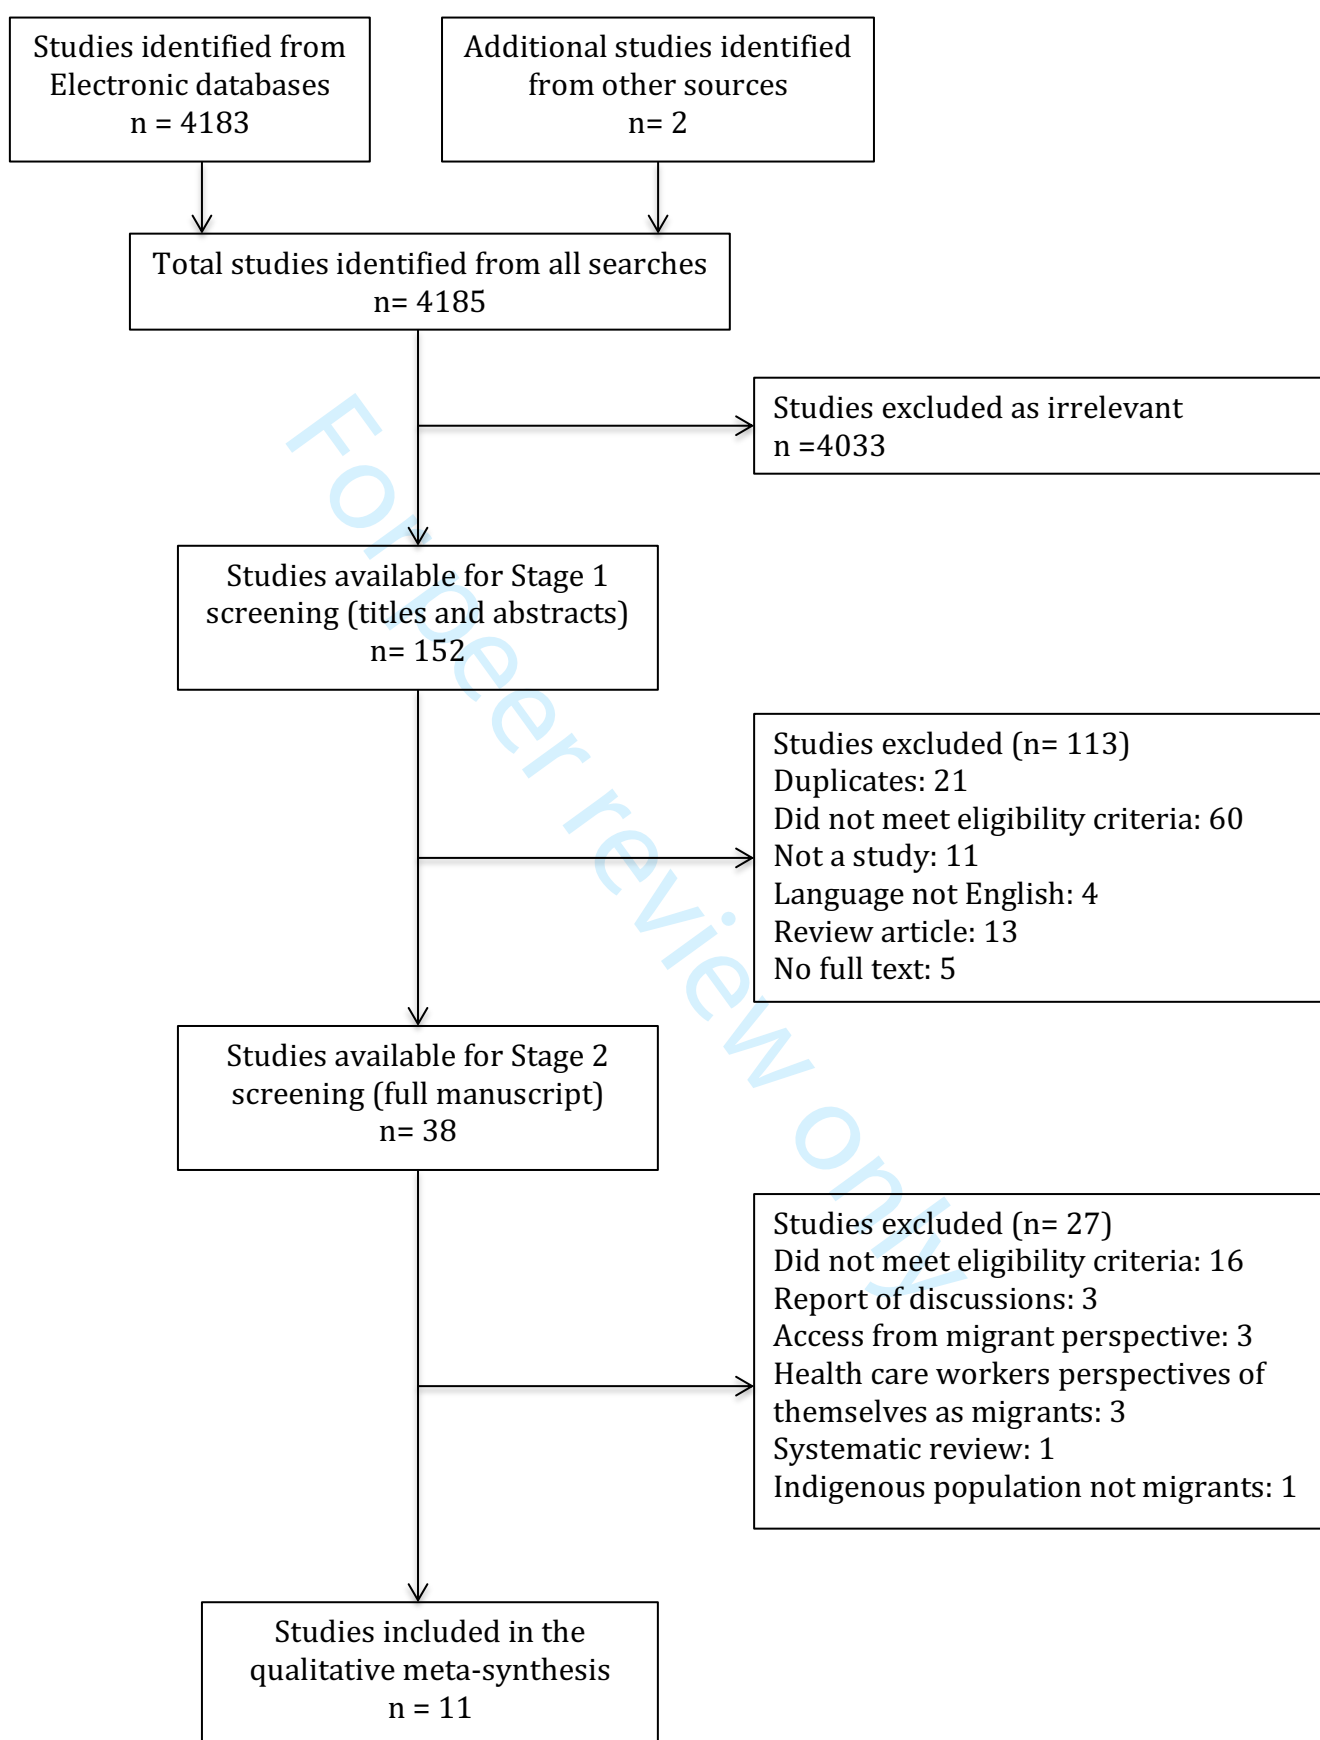 Studies identified from
Electronic databases
n = 4183
Additional studies identified
from other sources
n= 2
Total studies identified from all searches
n= 4185
Studies excluded as irrelevant
n =4033
Studies available for Stage 1
screening (titles and abstracts)
n= 152
Studies excluded (n= 113)
Duplicates: 21
Did not meet eligibility criteria: 60
Not a study: 11
Language not English: 4
Review article: 13
No full text: 5
Studies available for Stage 2
screening (full manuscript)
n= 38
Studies excluded (n= 27)
Did not meet eligibility criteria: 16
Report of discussions: 3
Access from migrant perspective: 3
Health care workers perspectives of
themselves as migrants: 3
Systematic review: 1
Indigenous population not migrants: 1
Studies included in the
qualitative meta-synthesis
n = 11
For peer review only